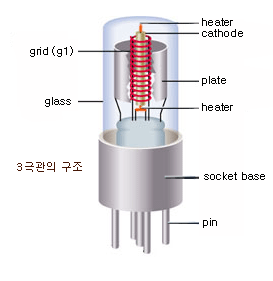 heater
cathode
grid (g1)
plate
glass
heater
3극관의 구조
socket base
pin